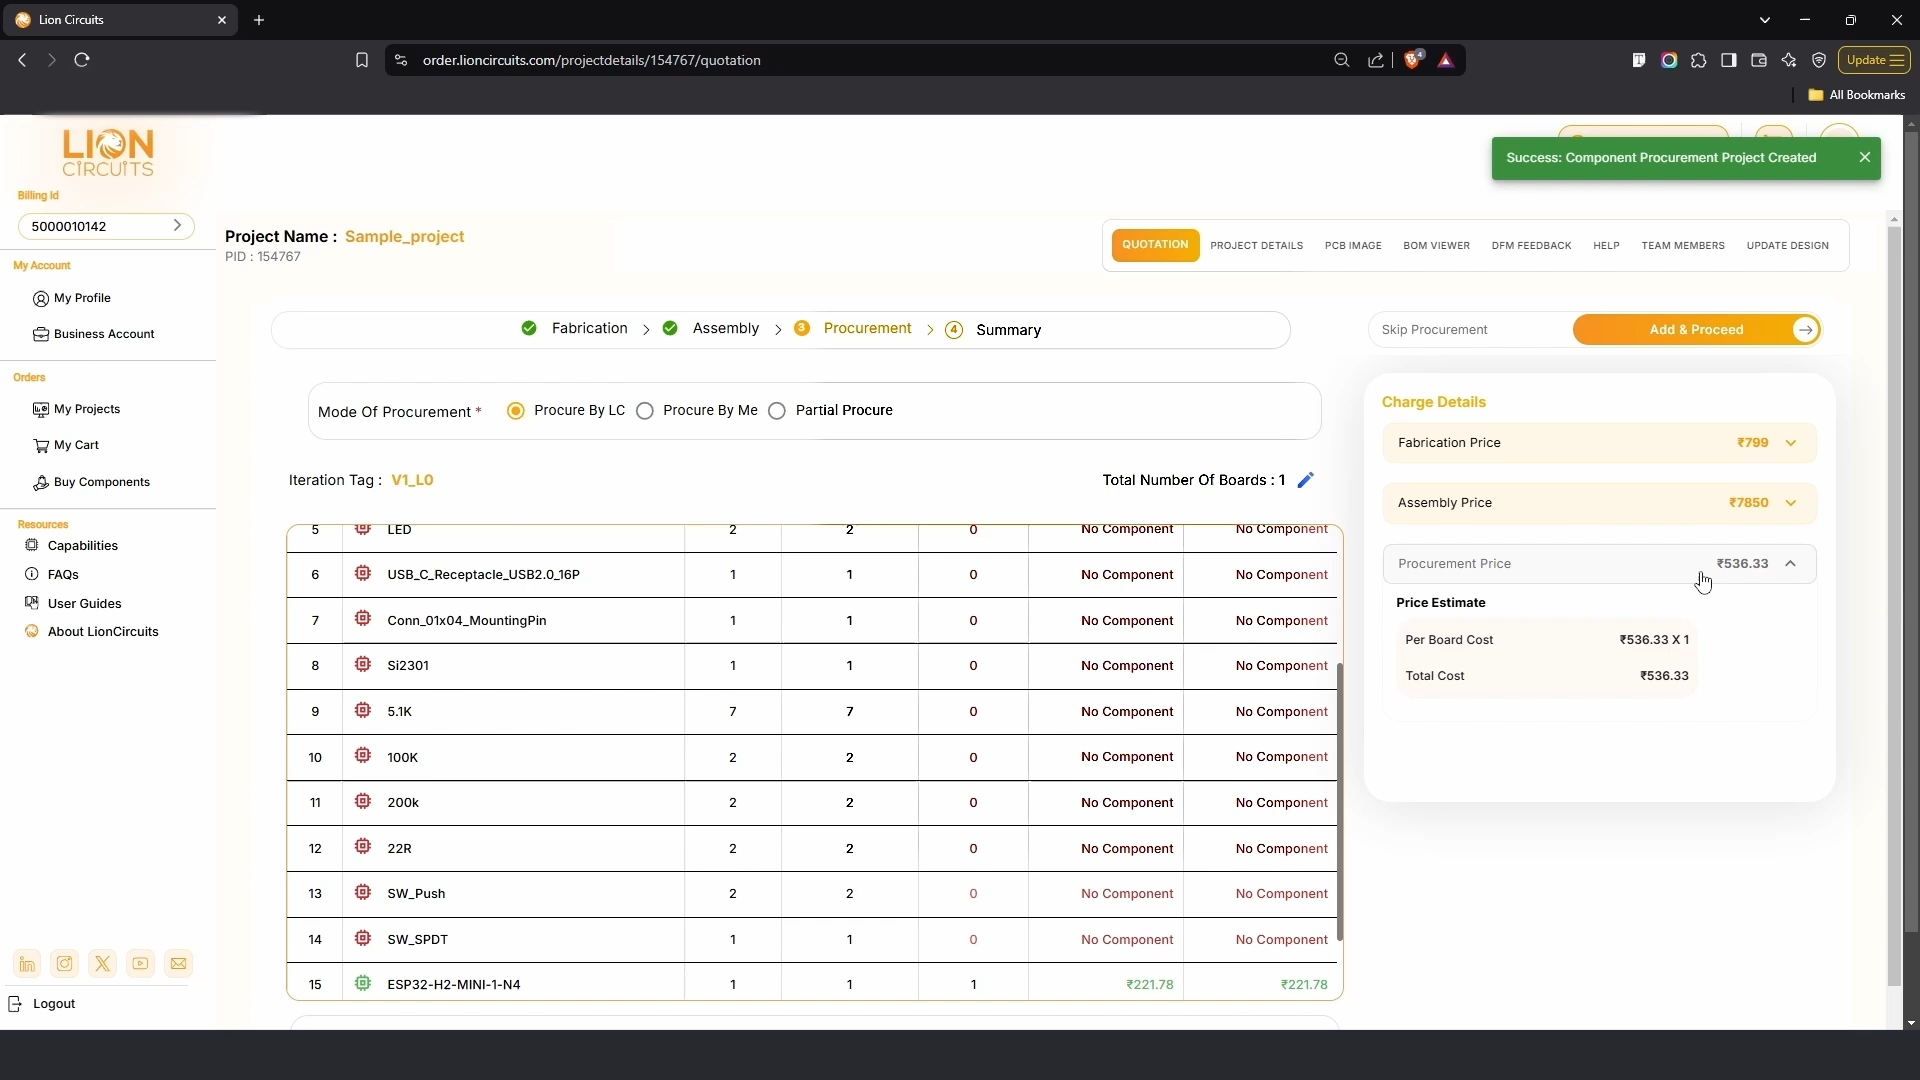 Lion Circuits
order.lioncircuits.com/projectdetails/154767/quotation
4
Update
All Bookmarks
LION
CIRCUITS
Success: Component Procurement Project Created
Billing Id
5000010142
Project Name : Sample_project
PID : 154767
QUOTATION PROJECT DETAILS PCB IMAGE BOM VIEWER DFM FEEDBACK HELP TEAM MEMBERS UPDATE DESIGN
My Account
My Profile
Business Account
Orders
My Projects
My Cart
Buy Components
Resources
Capabilities
FAQs
User Guides
About LionCircuits
in
Logout
Fabrication > Assembly > 3 Procurement > 4 Summary
Skip Procurement Add & Proceed
Mode Of Procurement * Procure By LC Procure By Me Partial Procure
Iteration Tag : V1_L0 Total Number Of Boards : 1
5 LED 2 2 0 No Component No Component
6 USB_C_Receptacle_USB2.0_16P 1 1 0 No Component No Component
7 Conn_01x04_MountingPin 1 1 0 No Component No Component
8 Si2301 1 1 0 No Component No Component
9 5.1K 7 7 0 No Component No Component
10 100K 2 2 0 No Component No Component
11 200k 2 2 0 No Component No Component
12 22R 2 2 0 No Component No Component
13 SW_Push 2 2 0 No Component No Component
14 SW_SPDT 1 1 0 No Component No Component
15 ESP32-H2-MINI-1-N4 1 1 1 ₹221.78 ₹221.78
Charge Details
Fabrication Price ₹799
Assembly Price ₹7850
Procurement Price ₹536.33
Price Estimate
Per Board Cost ₹536.33 X 1
Total Cost ₹536.33